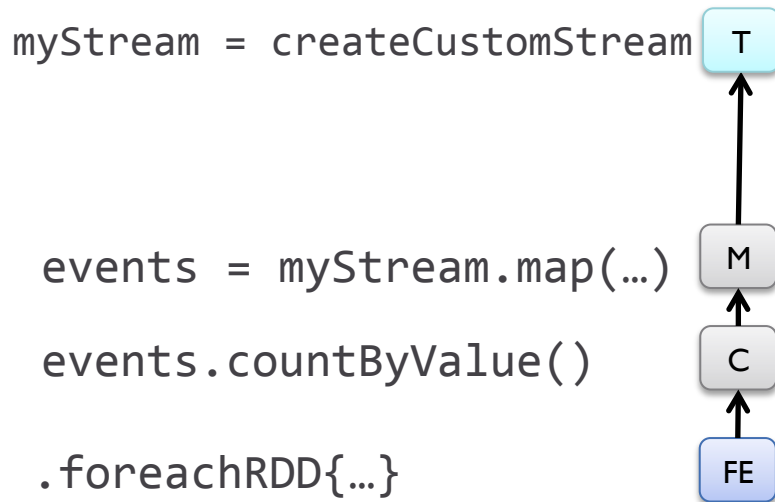 myStream = createCustomStream T
events = myStream.map(…) M
events.countByValue() C
.foreachRDD{…} FE